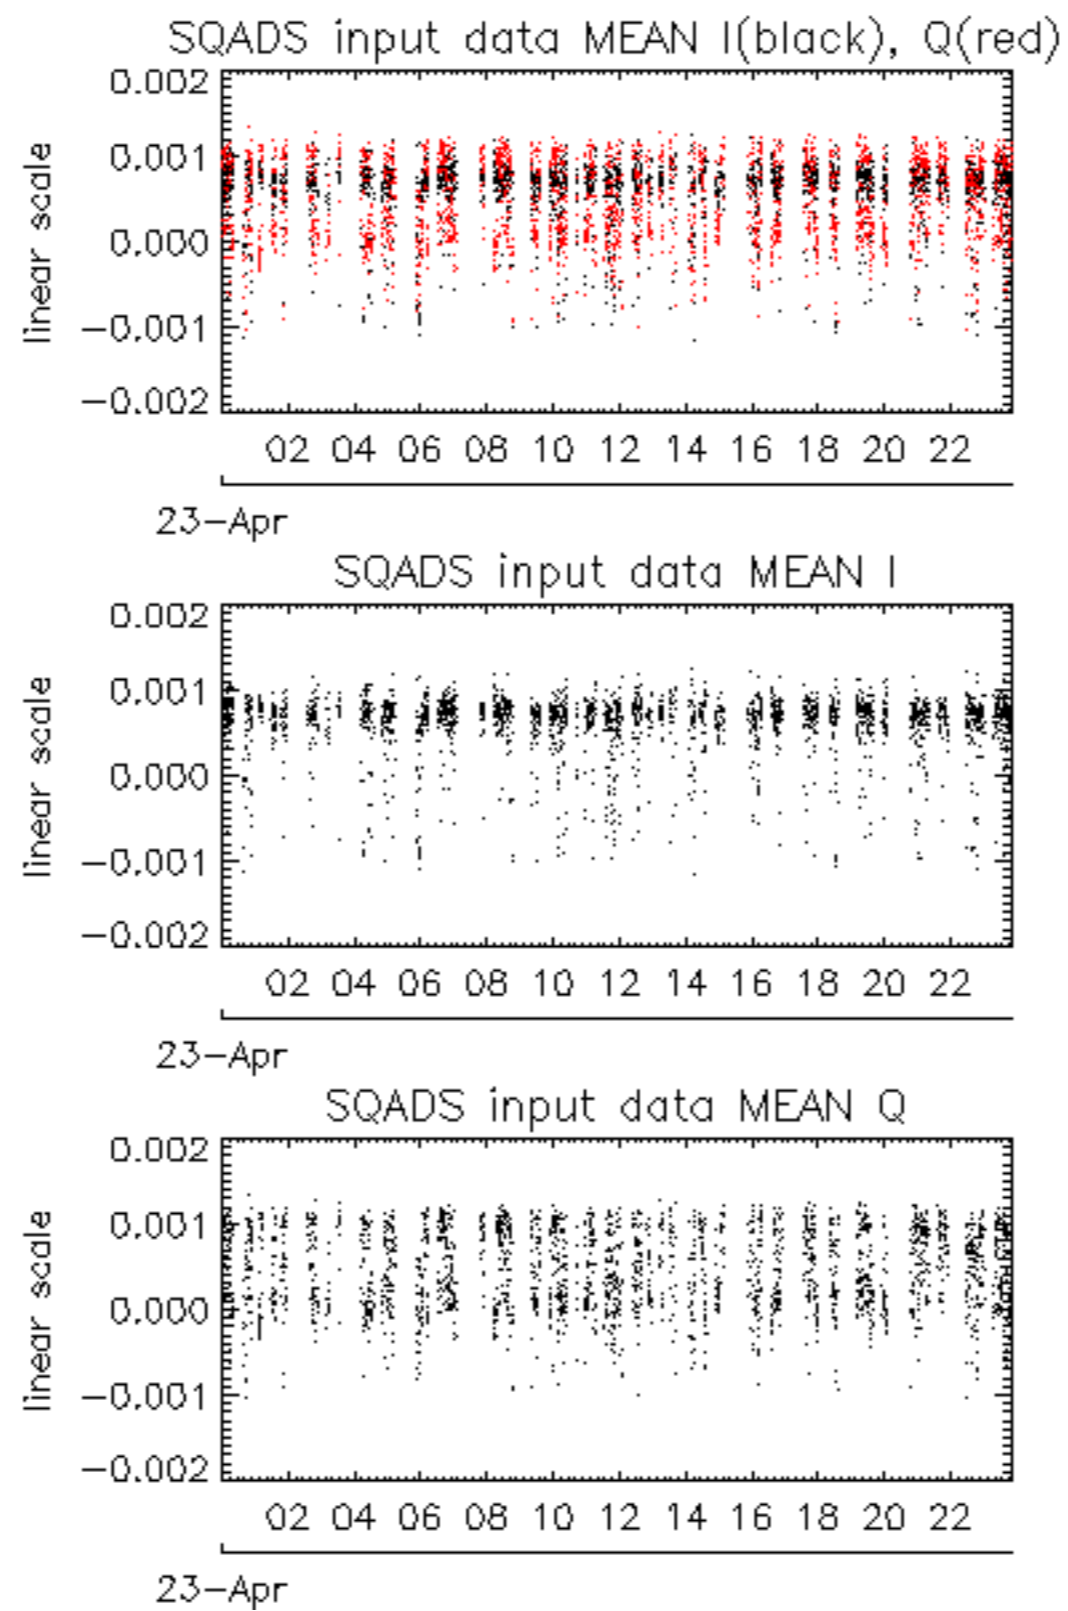 SQADS input data MEAN I(black), Q(red)
0.002
0.001
0.000
−0.001
−0.002
linear scale
02 04 06 08 10 12 14 16 18 20 22
23−Apr
SQADS input data MEAN I
0.002
0.001
0.000
−0.001
−0.002
linear scale
02 04 06 08 10 12 14 16 18 20 22
23−Apr
SQADS input data MEAN Q
0.002
0.001
0.000
−0.001
−0.002
linear scale
02 04 06 08 10 12 14 16 18 20 22
23−Apr